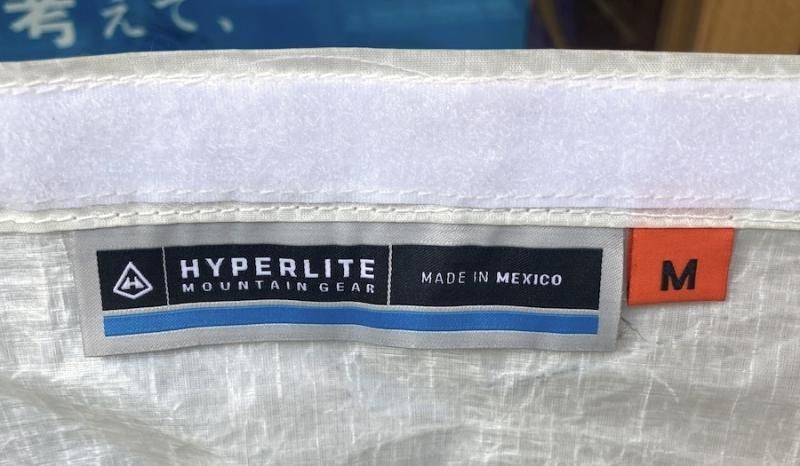 考えて、
HYPERLITE
MOUNTAIN GEAR
MADE IN MEXICO
M